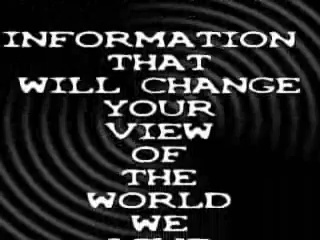 INFORMATION
THAT
WILL CHANGE
YOUR
VIEW
OF
THE
WORLD
WE